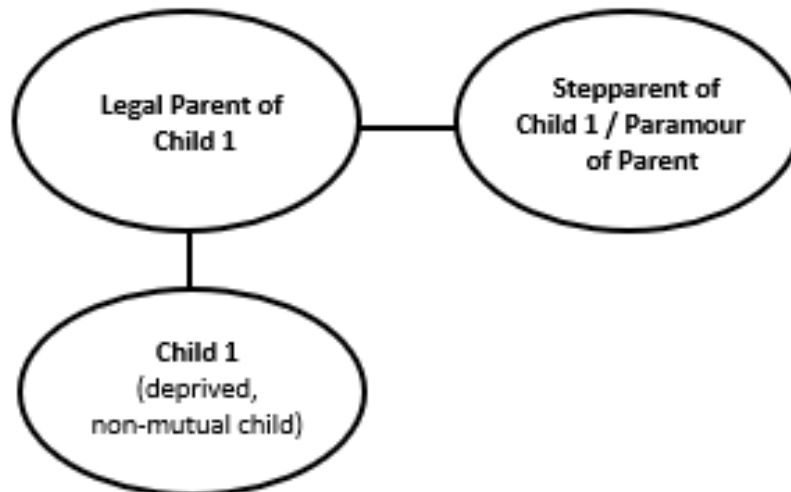 Legal Parent of
Child 1
Stepparent of
Child 1 / Paramour
of Parent
Child 1
(deprived,
non-mutual child)